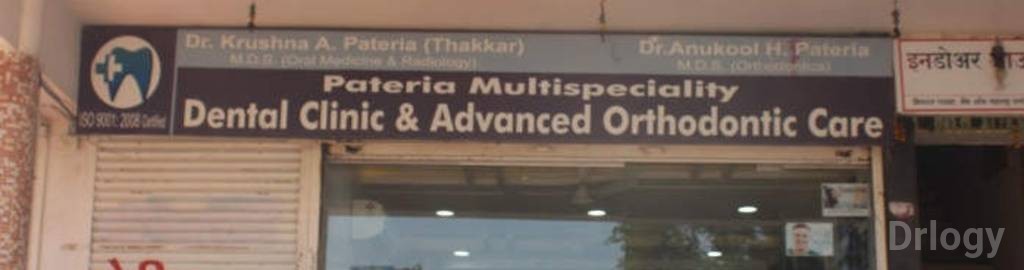 Dr. Krushna A. Pateria (Thakkar)
M.D.S. (Oral Medicine & Radiology)
Dr. Anukool H. Pateria
M.D.S. (Orthodontics)
Pateria Multispeciality
Dental Clinic & Advanced Orthodontic Care
ISO 9001: 2008 Certified
इनडोअर
Drlogy